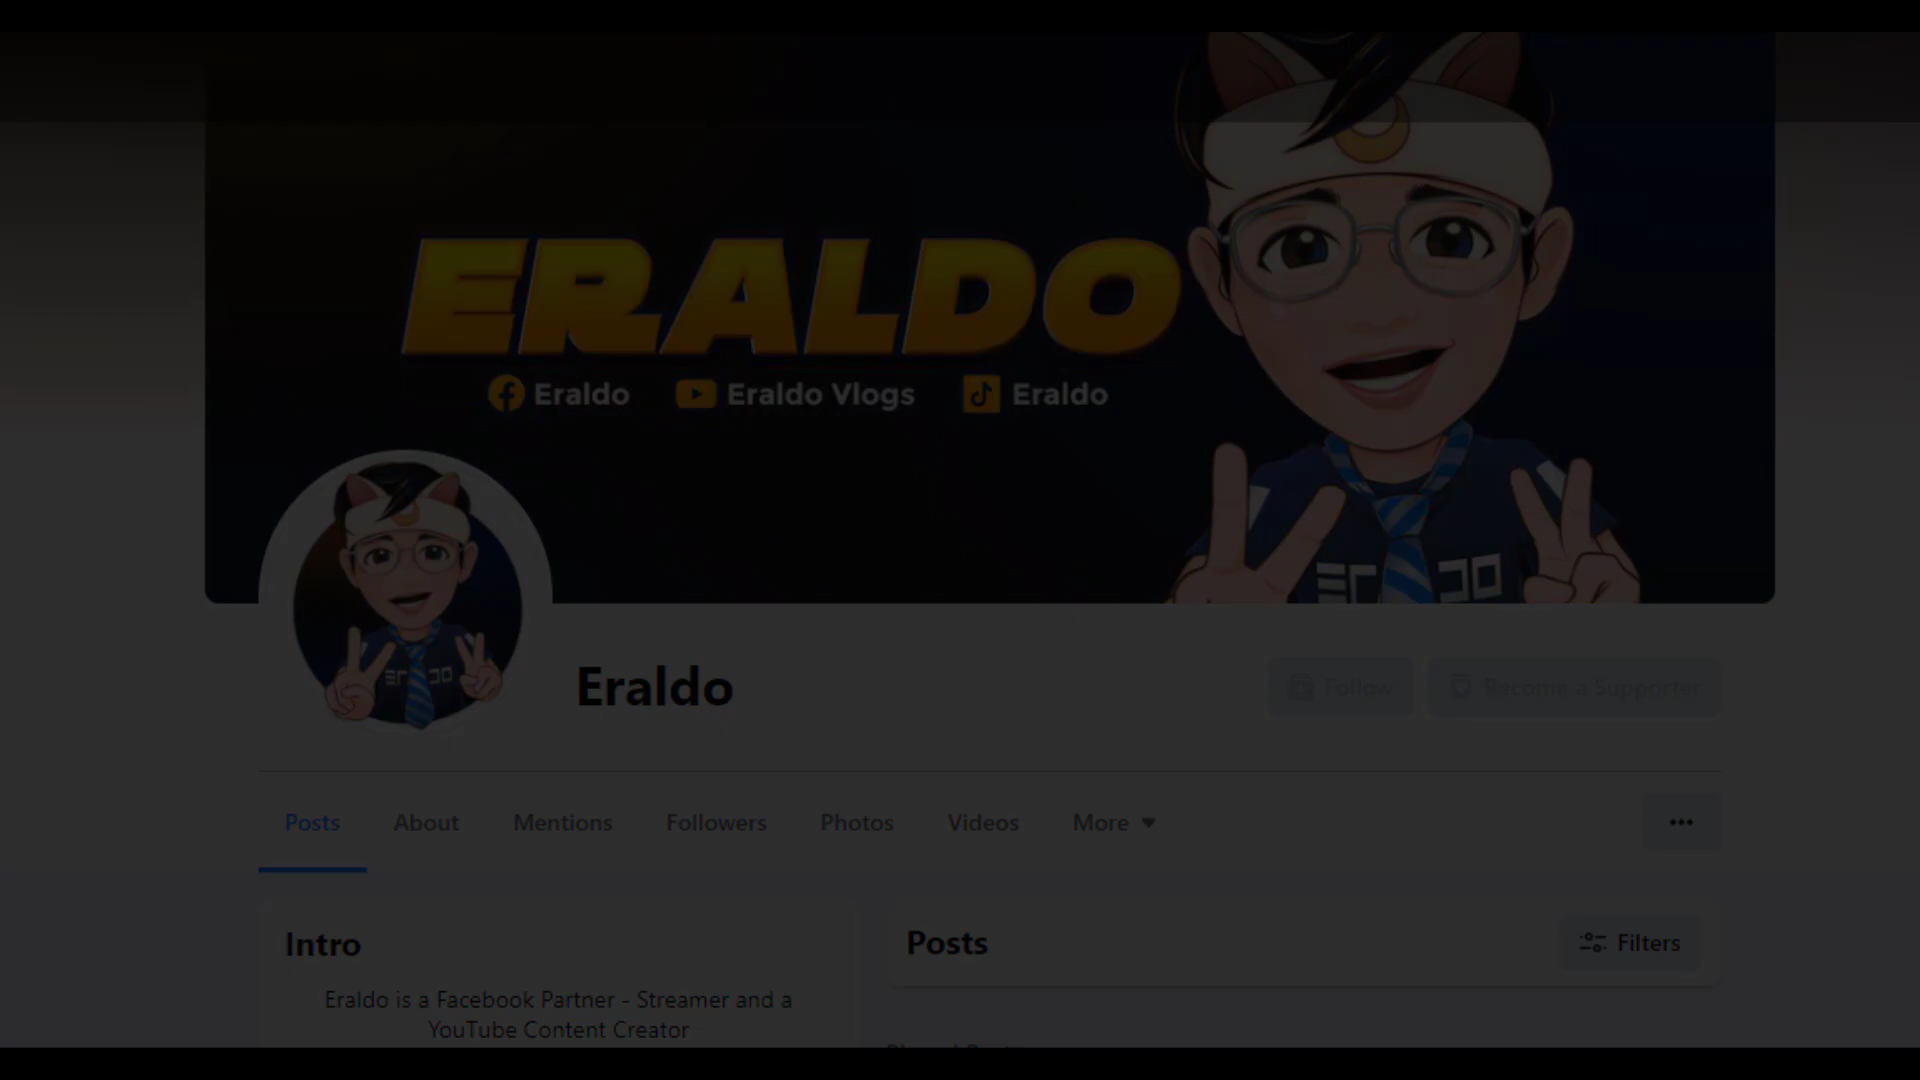 ERALDO
Eraldo Eraldo Vlogs Eraldo
Eraldo
Follow Become a Supporter
Posts About Mentions Followers Photos Videos More
Intro
Posts
Filters
Eraldo is a Facebook Partner - Streamer and a
YouTube Content Creator